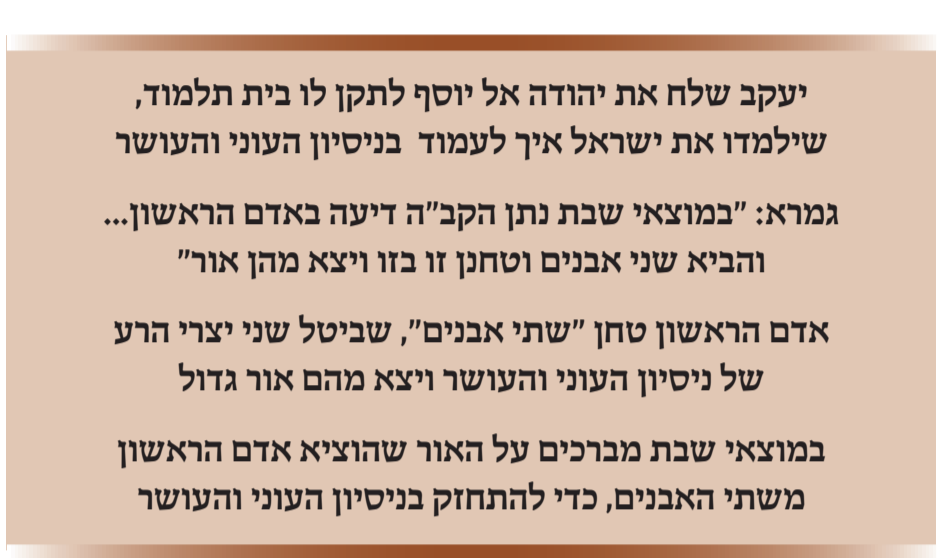 יעקב שלח את יהודה אל יוסף לתקן לו בית תלמוד,
שילמדו את ישראל איך לעמוד בניסיון העוני והעושר
גמרא: "במוצאי שבת נתן הקב"ה דיעה באדם הראשון...
והביא שני אבנים וטחנן זו בזו ויצא מהן אור"
אדם הראשון טחן "שתי אבנים", שביטל שני יצרי הרע
של ניסיון העוני והעושר ויצא מהם אור גדול
במוצאי שבת מברכים על האור שהוציא אדם הראשון
משתי האבנים, כדי להתחזק בניסיון העוני והעושר